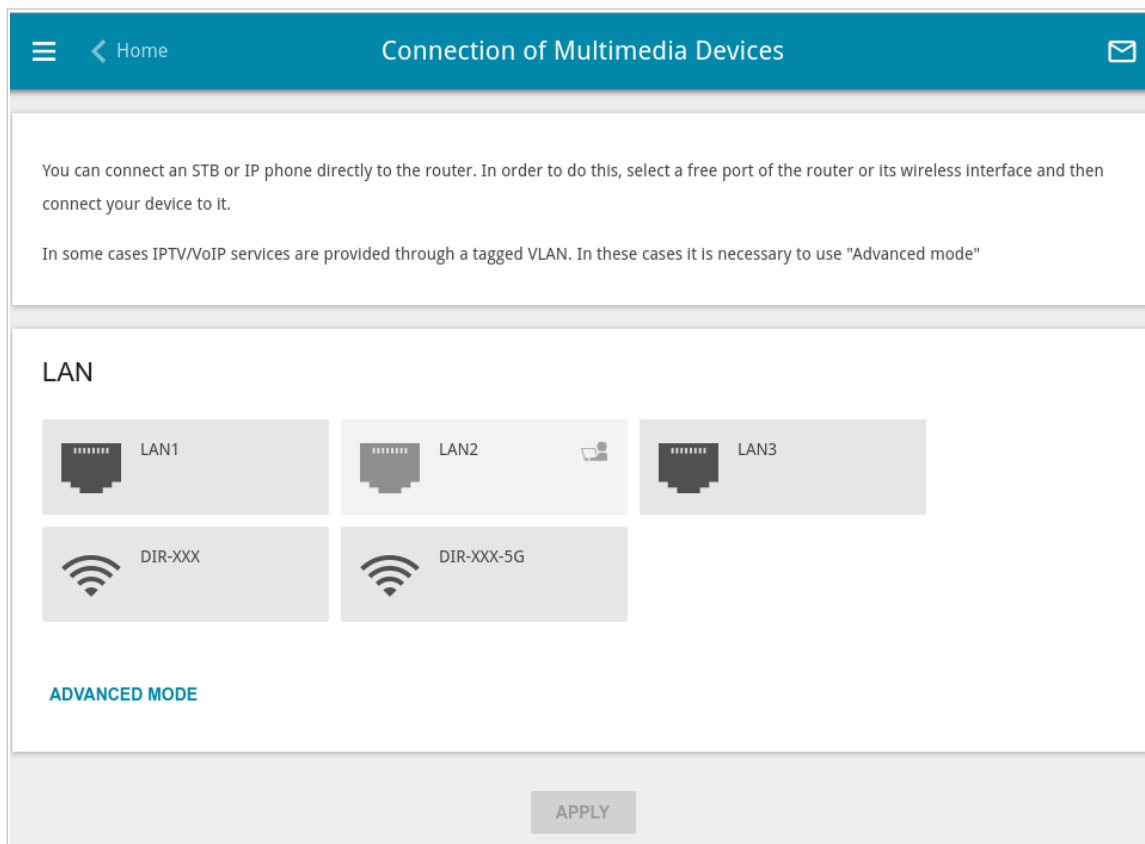 Home
Connection of Multimedia Devices
You can connect an STB or IP phone directly to the router. In order to do this, select a free port of the router or its wireless interface and then
connect your device to it.
In some cases IPTV/VoIP services are provided through a tagged VLAN. In these cases it is necessary to use "Advanced mode"
LAN
LAN1
LAN2
LAN3
DIR-XXX
DIR-XXX-5G
ADVANCED MODE
APPLY